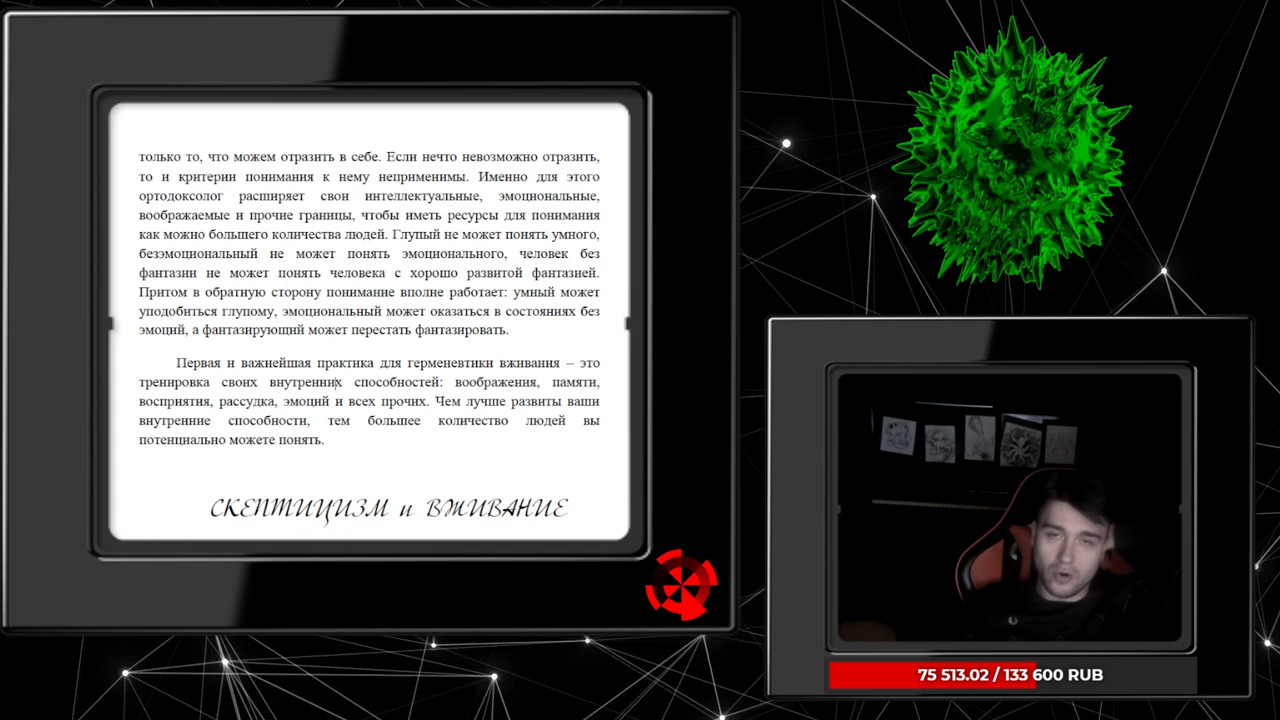 только то, что можем отразить в себе. Если нечто невозможно отразить,
то и критерии понимания к нему неприменимы. Именно для этого
ортодоксолог расширяет свои интеллектуальные, эмоциональные,
воображаемые и прочие границы, чтобы иметь ресурсы для понимания
как можно большего количества людей. Глупый не может понять умного,
безэмоциональный не может понять эмоционального, человек без
фантазии не может понять человека с хорошо развитой фантазией.
Притом в обратную сторону понимание вполне работает: умный может
уподобиться глупому, эмоциональный может оказаться в состояниях без
эмоций, а фантазирующий может перестать фантазировать.
Первая и важнейшая практика для герменевтики вживания – это
тренировка своих внутренних способностей: воображения, памяти,
восприятия, рассудка, эмоций и всех прочих. Чем лучше развиты ваши
внутренние способности, тем большее количество людей вы
потенциально можете понять.
СКЕПТИЦИЗМ и ВЖИВАНИЕ
75 513.02 / 133 600 RUB